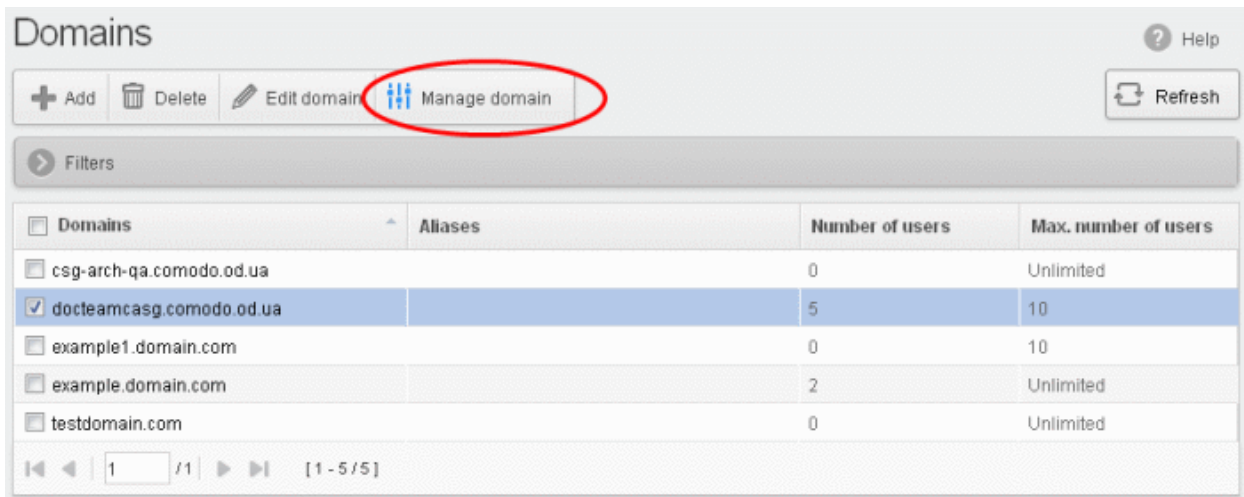 Domains
Help
Add Delete Edit domain Manage domain Refresh
Filters
Domains Aliases Number of users Max. number of users
csg-arch-qa.comodo.od.ua 0 Unlimited
docteamcasg.comodo.od.ua 5 10
example1.domain.com 0 10
example.domain.com 2 Unlimited
testdomain.com 0 Unlimited
1 /1 [1 - 5 / 5]